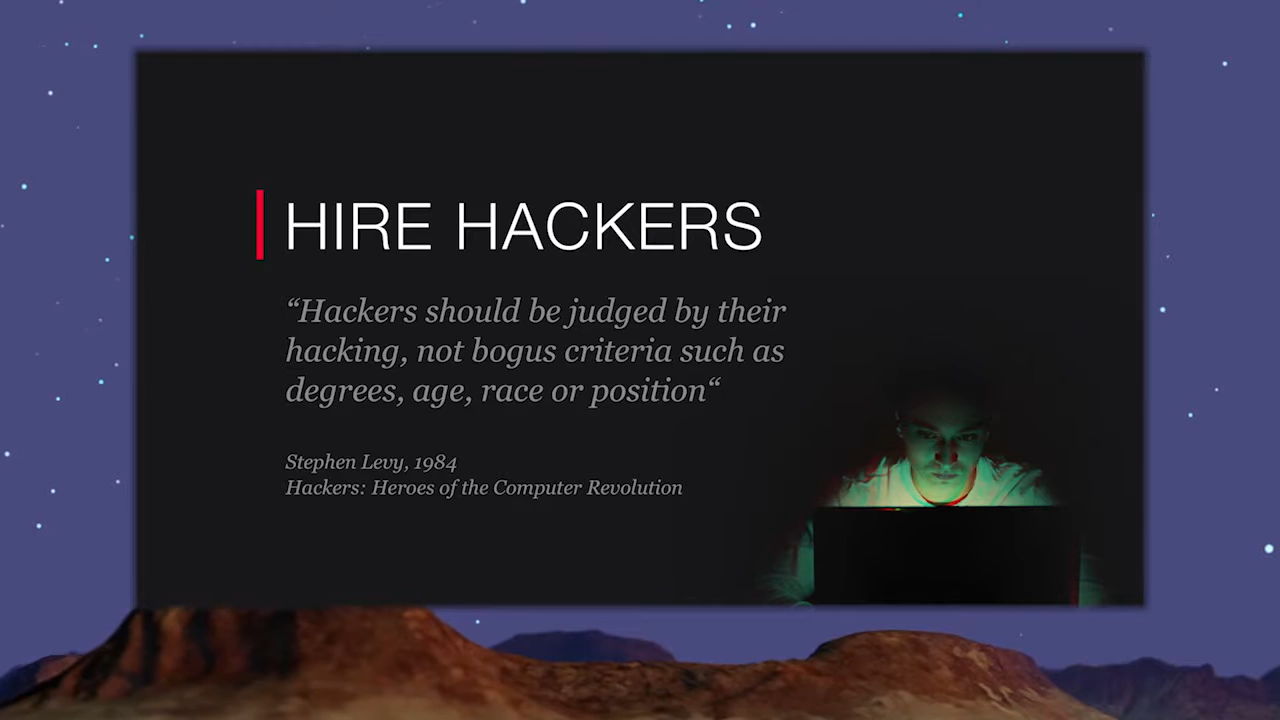 HIRE HACKERS
“Hackers should be judged by their
hacking, not bogus criteria such as
degrees, age, race or position“
Stephen Levy, 1984
Hackers: Heroes of the Computer Revolution